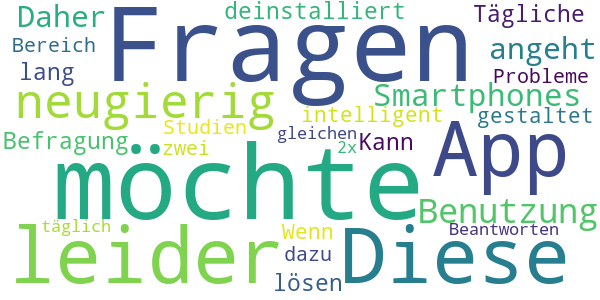 Daher Fragen deinstalliert Tägliche
Bereich angeht
lang Probleme
neugierig Smartphones
intelligent gestaltet
Befragung Studien gleichen Kann App
zwei 2x
möchte Benutzung
täglich Wenn Beantworten
leider dazu Diese
lösen